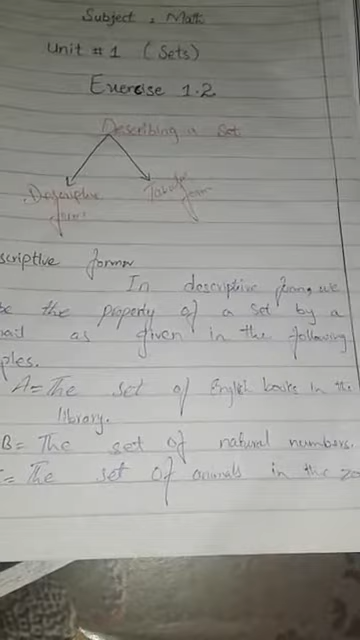 Subject : Math
Unit # 1 (Sets)
Exercise 1.2
Describing a Set
Descriptive form
Tabular form
scriptive form
In descriptive form, we
be the property of a set by a
as given in the following
ples.
A = The set of English books in the
library.
B = The set of natural numbers.
= The set of animals in the zo